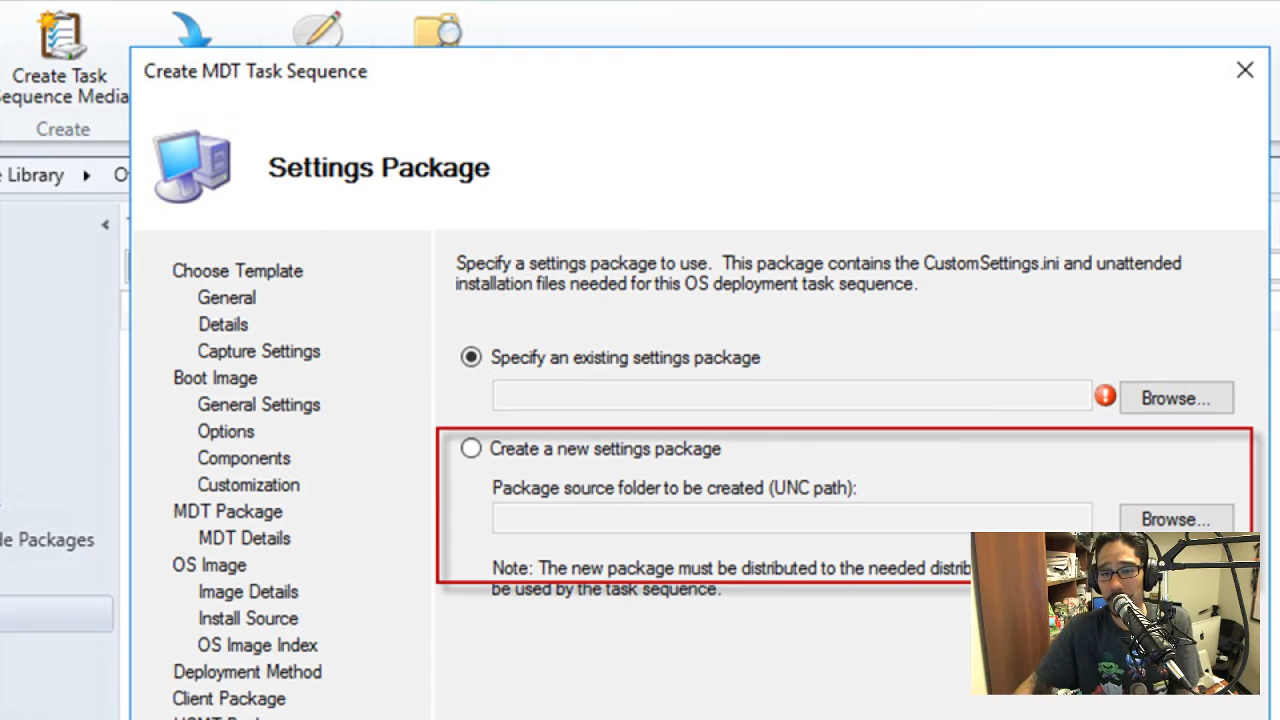 Create Task
Sequence Media
Create
Create MDT Task Sequence
Library
Settings Package
Choose Template
General
Details
Capture Settings
Boot Image
General Settings
Options
Components
Customization
MDT Package
MDT Details
OS Image
Image Details
Install Source
OS Image Index
Deployment Method
Client Package
Packages
Specify a settings package to use. This package contains the CustomSettings.ini and unattended
installation files needed for this OS deployment task sequence.
Specify an existing settings package
Browse...
Create a new settings package
Package source folder to be created (UNC path):
Browse...
Note: The new package must be distributed to the needed distrib
be used by the task sequence.